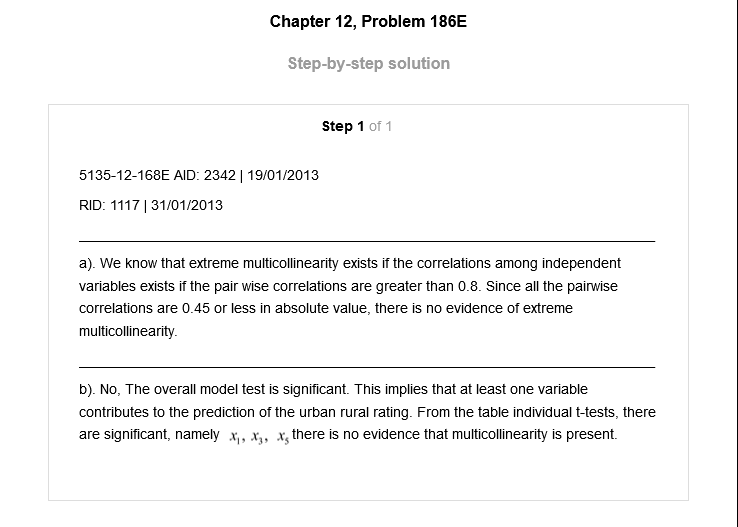 Chapter 12, Problem 186E
Step-by-step solution
Step 1 of 1
5135-12-168E AID: 2342 | 19/01/2013
RID: 1117 | 31/01/2013
a). We know that extreme multicollinearity exists if the correlations among independent
variables exists if the pair wise correlations are greater than 0.8. Since all the pairwise
correlations are 0.45 or less in absolute value, there is no evidence of extreme
multicollinearity.
b). No, The overall model test is significant. This implies that at least one variable
contributes to the prediction of the urban rural rating. From the table individual t-tests, there
are significant, namely x₁, x₃, x₅ there is no evidence that multicollinearity is present.